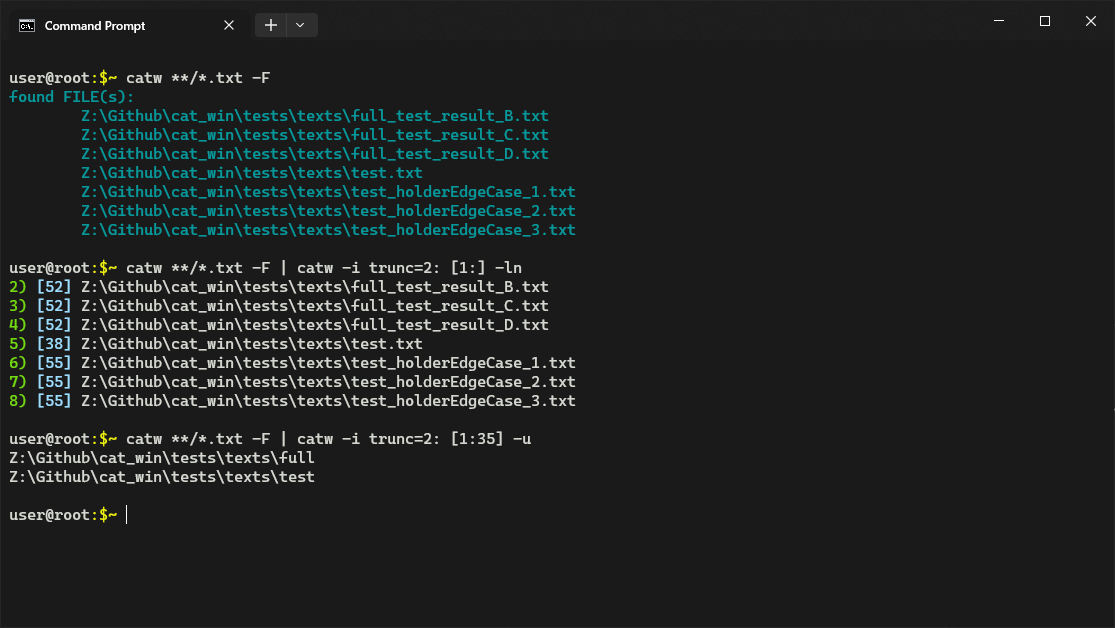 Command Prompt
user@root:$~ catw **/*.txt -F
found FILE(s):
Z:\Github\cat_win\tests\texts\full_test_result_B.txt
Z:\Github\cat_win\tests\texts\full_test_result_C.txt
Z:\Github\cat_win\tests\texts\full_test_result_D.txt
Z:\Github\cat_win\tests\texts\test.txt
Z:\Github\cat_win\tests\texts\test_holderEdgeCase_1.txt
Z:\Github\cat_win\tests\texts\test_holderEdgeCase_2.txt
Z:\Github\cat_win\tests\texts\test_holderEdgeCase_3.txt
user@root:$~ catw **/*.txt -F | catw -i trunc=2: [1:] -ln
2) [52] Z:\Github\cat_win\tests\texts\full_test_result_B.txt
3) [52] Z:\Github\cat_win\tests\texts\full_test_result_C.txt
4) [52] Z:\Github\cat_win\tests\texts\full_test_result_D.txt
5) [38] Z:\Github\cat_win\tests\texts\test.txt
6) [55] Z:\Github\cat_win\tests\texts\test_holderEdgeCase_1.txt
7) [55] Z:\Github\cat_win\tests\texts\test_holderEdgeCase_2.txt
8) [55] Z:\Github\cat_win\tests\texts\test_holderEdgeCase_3.txt
user@root:$~ catw **/*.txt -F | catw -i trunc=2: [1:35] -u
Z:\Github\cat_win\tests\texts\full
Z:\Github\cat_win\tests\texts\test
user@root:$~